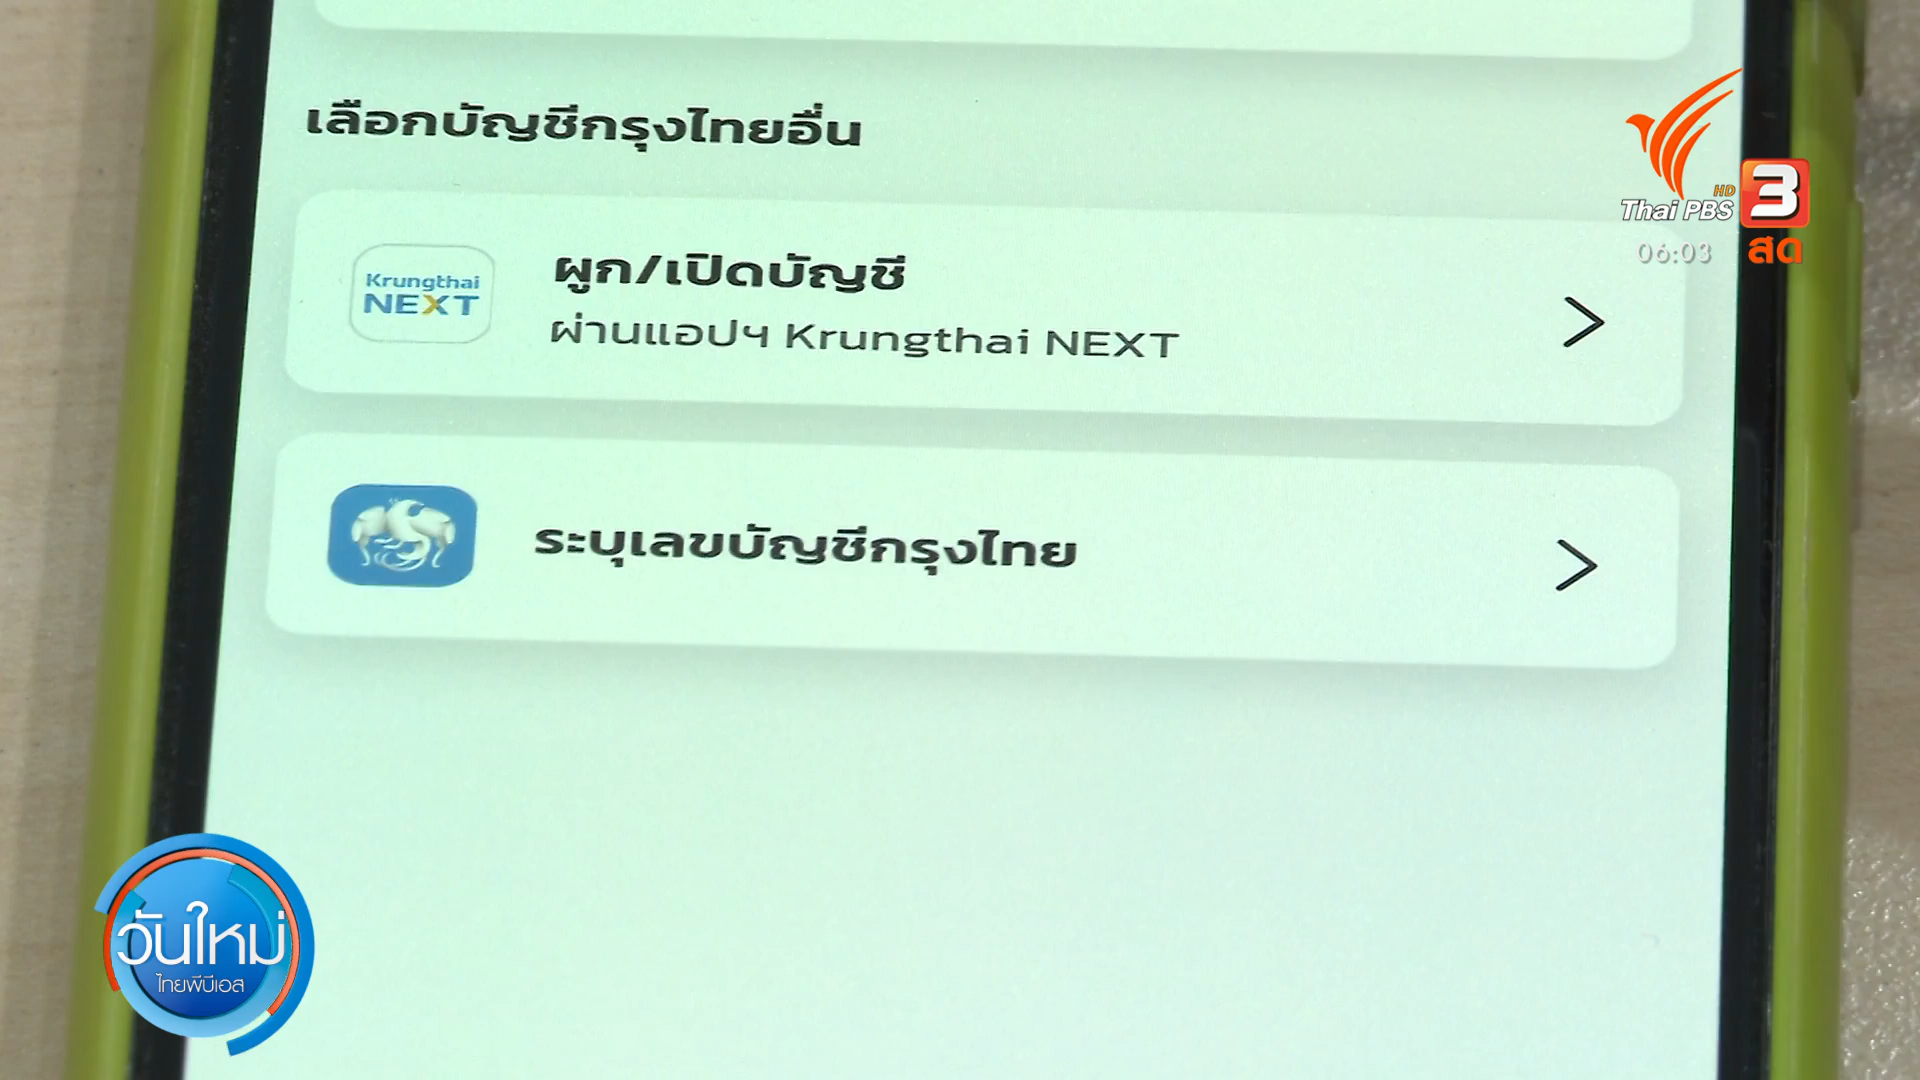 เลือกบัญชีกรุงไทยอื่น
Krungthai
NEXT
ผูก/เปิดบัญชี
ผ่านแอปฯ Krungthai NEXT
ระบุเลขบัญชีกรุงไทย
HD
Thai PBS 3
06:03 สด
วันใหม่
ไทยพีบีเอส